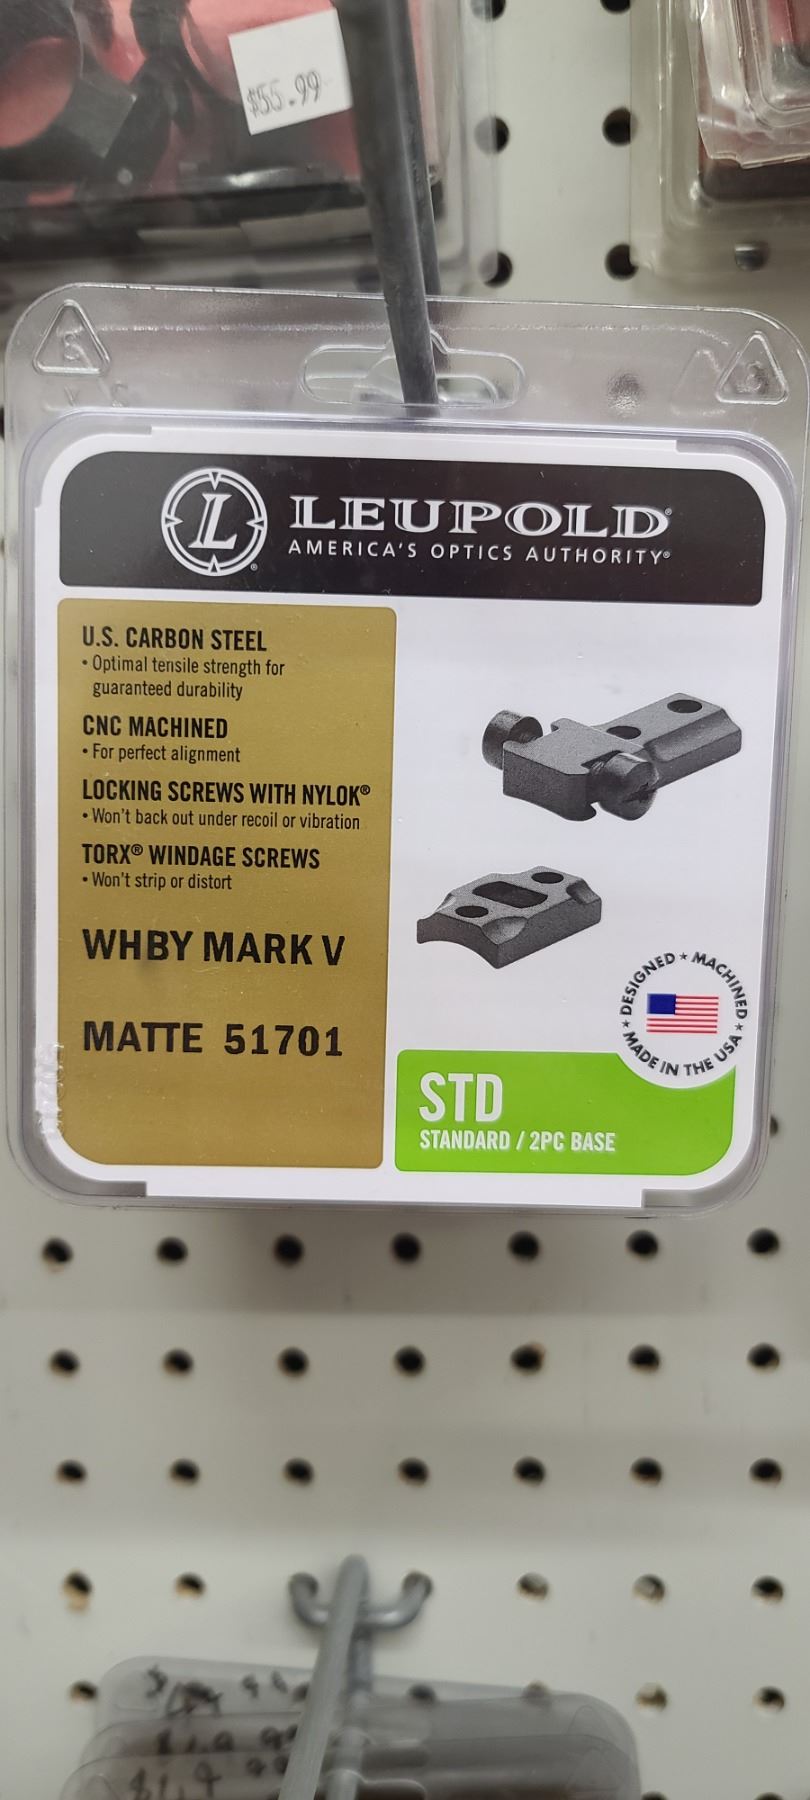 $55.99
L
LEUPOLD®
AMERICA'S OPTICS AUTHORITY®
U.S. CARBON STEEL
• Optimal tensile strength for
guaranteed durability
CNC MACHINED
• For perfect alignment
LOCKING SCREWS WITH NYLOK®
• Won't back out under recoil or vibration
TORX® WINDAGE SCREWS
• Won't strip or distort
WHBY MARK V
MATTE 51701
DESIGNED ★ MACHINED ★ MADE IN THE USA ★
STD
STANDARD / 2PC BASE